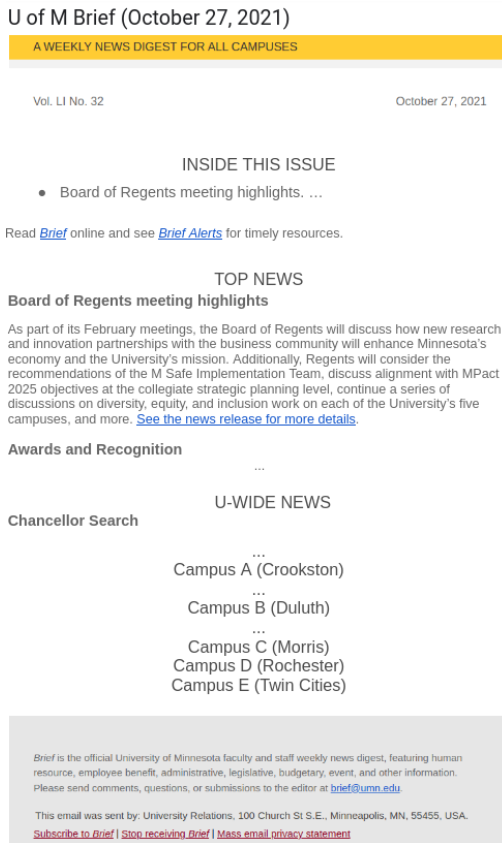 U of M Brief (October 27, 2021)
A WEEKLY NEWS DIGEST FOR ALL CAMPUSES
Vol. LI No. 32 October 27, 2021
INSIDE THIS ISSUE
● Board of Regents meeting highlights. …
Read Brief online and see Brief Alerts for timely resources.
TOP NEWS
Board of Regents meeting highlights
As part of its February meetings, the Board of Regents will discuss how new research
and innovation partnerships with the business community will enhance Minnesota's
economy and the University's mission. Additionally, Regents will consider the
recommendations of the M Safe Implementation Team, discuss alignment with MPact
2025 objectives at the collegiate strategic planning level, continue a series of
discussions on diversity, equity, and inclusion work on each of the University's five
campuses, and more. See the news release for more details.
Awards and Recognition
...
U-WIDE NEWS
Chancellor Search
...
Campus A (Crookston)
...
Campus B (Duluth)
...
Campus C (Morris)
Campus D (Rochester)
Campus E (Twin Cities)
Brief is the official University of Minnesota faculty and staff weekly news digest, featuring human
resource, employee benefit, administrative, legislative, budgetary, event, and other information.
Please send comments, questions, or submissions to the editor at brief@umn.edu.
This email was sent by: University Relations, 100 Church St S.E., Minneapolis, MN, 55455, USA.
Subscribe to Brief | Stop receiving Brief | Mass email privacy statement